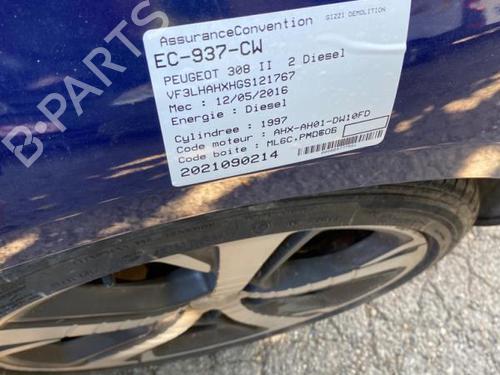 AssuranceConvention
GIZZI DEMOLITION
EC-937-CW
PEUGEOT 308 II 2 Diesel
VF3LHAHXHGS121767
Mec : 12/05/2016
Energie : Diesel
Cylindree : 1997
Code moteur : AHX-AH01-DW10FD
Code boite : ML6C.PMD606
2021090214
B-PARTS